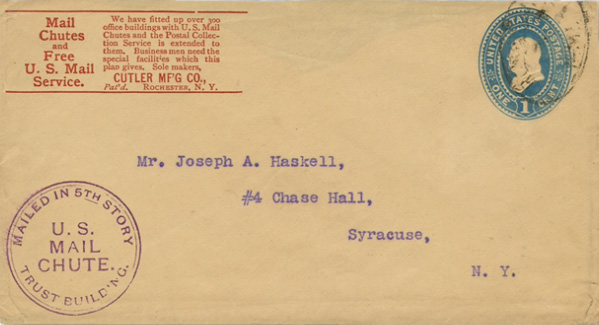 Mail
Chutes
and
Free
U. S. Mail
Service.
We have fitted up over 300
office buildings with U. S. Mail
Chutes and the Postal Collec-
tion Service is extended to
them. Business men need the
special facilities which this
plan gives. Sole makers,
CUTLER M'F'G CO.,
Pat'd. ROCHESTER, N. Y.
UNITED STATES POSTAGE
ONE 1 CENT
Mr. Joseph A. Haskell,
#4 Chase Hall,
Syracuse,
N. Y.
MAILED IN 5TH STORY
U. S.
MAIL
CHUTE.
TRUST BUILD'NG.